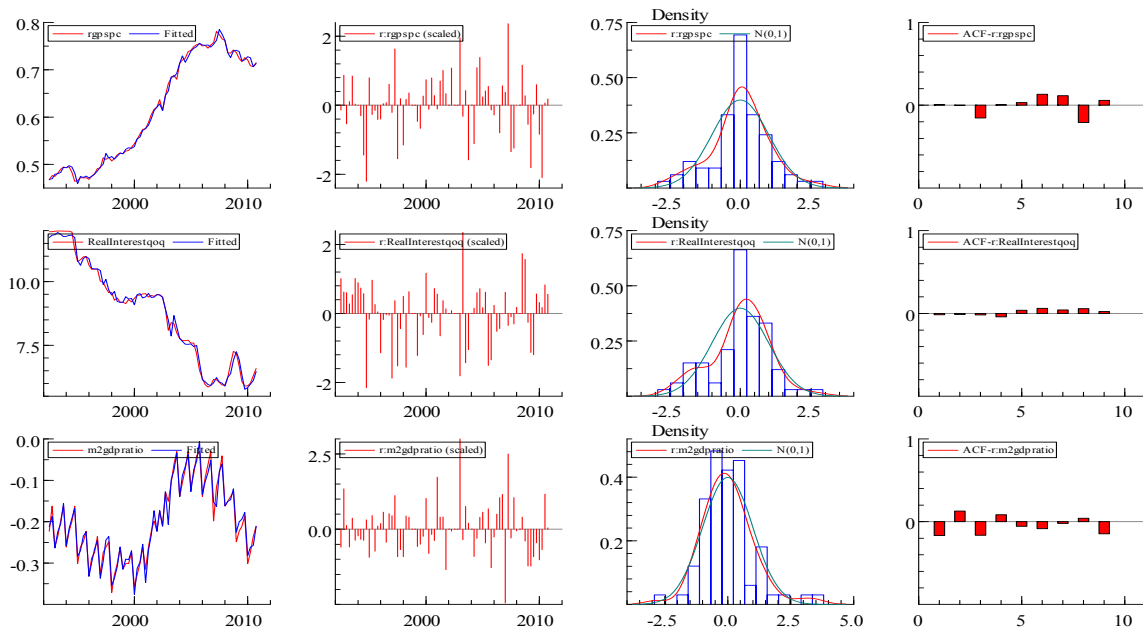 Density
0.8 rgpspc Fitted
2 r:rgpspc (scaled)
0.75 r:rgpspc N(0,1)
1 ACF-r:rgpspc
0.7
0.6
0.5
0
-2
0.50
0.25
0
2000 2010
2000 2010
-2.5 0.0 2.5
0 5 10
Density
RealInterestqoq Fitted
2 r:RealInterestqoq (scaled)
0.75 r:RealInterestqoq N(0,1)
1 ACF-r:RealInterestqoq
10.0
7.5
0
-2
0.50
0.25
0
2000 2010
2000 2010
-2.5 0.0 2.5
0 5 10
Density
0.0 m2gdpratio Fitted
r:m2gdpratio (scaled)
r:m2gdpratio N(0,1)
1 ACF-r:m2gdpratio
-0.1
-0.2
-0.3
2.5
0.0
0.4
0.2
0
2000 2010
2000 2010
-2.5 0.0 2.5 5.0
0 5 10